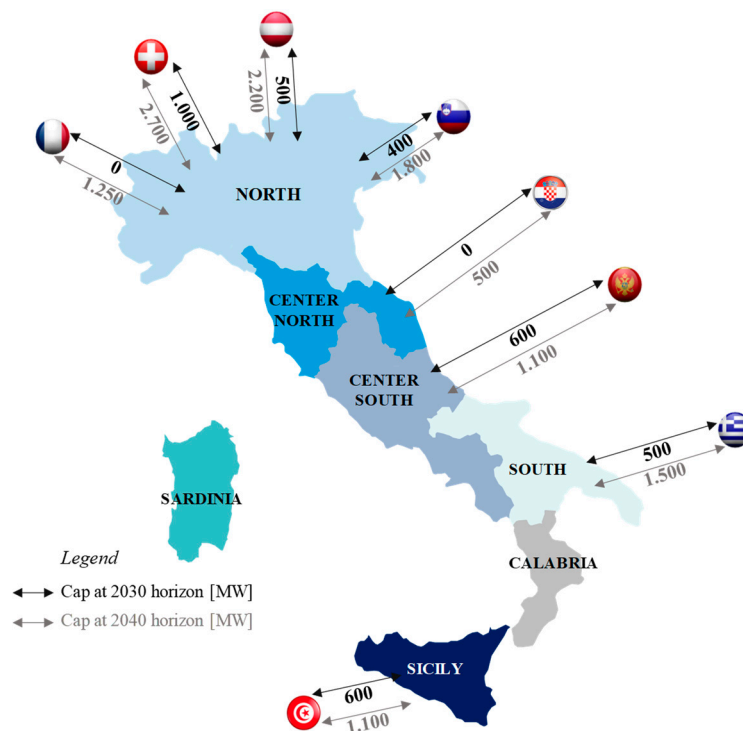 500
2.200
1.000
2.700
0
1.250
400
1.800
NORTH
0
500
CENTER
NORTH
600
1.100
CENTER
SOUTH
500
1.500
SOUTH
SARDINIA
CALABRIA
Legend
Cap at 2030 horizon [MW]
Cap at 2040 horizon [MW]
SICILY
600
1.100